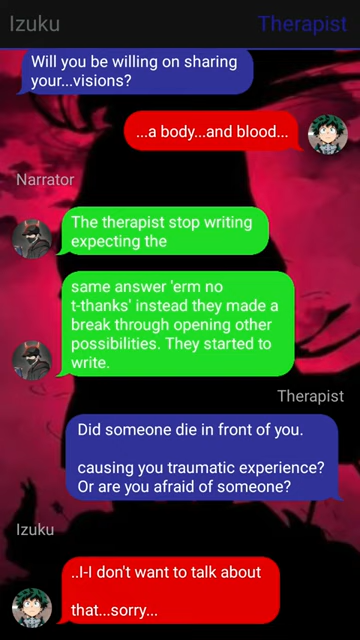 Izuku
Therapist
Will you be willing on sharing
your...visions?
...a body...and blood...
Narrator
The therapist stop writing
expecting the
same answer 'erm no
t-thanks' instead they made a
break through opening other
possibilities. They started to
write.
Therapist
Did someone die in front of you.
causing you traumatic experience?
Or are you afraid of someone?
Izuku
..I-I don't want to talk about
that...sorry...